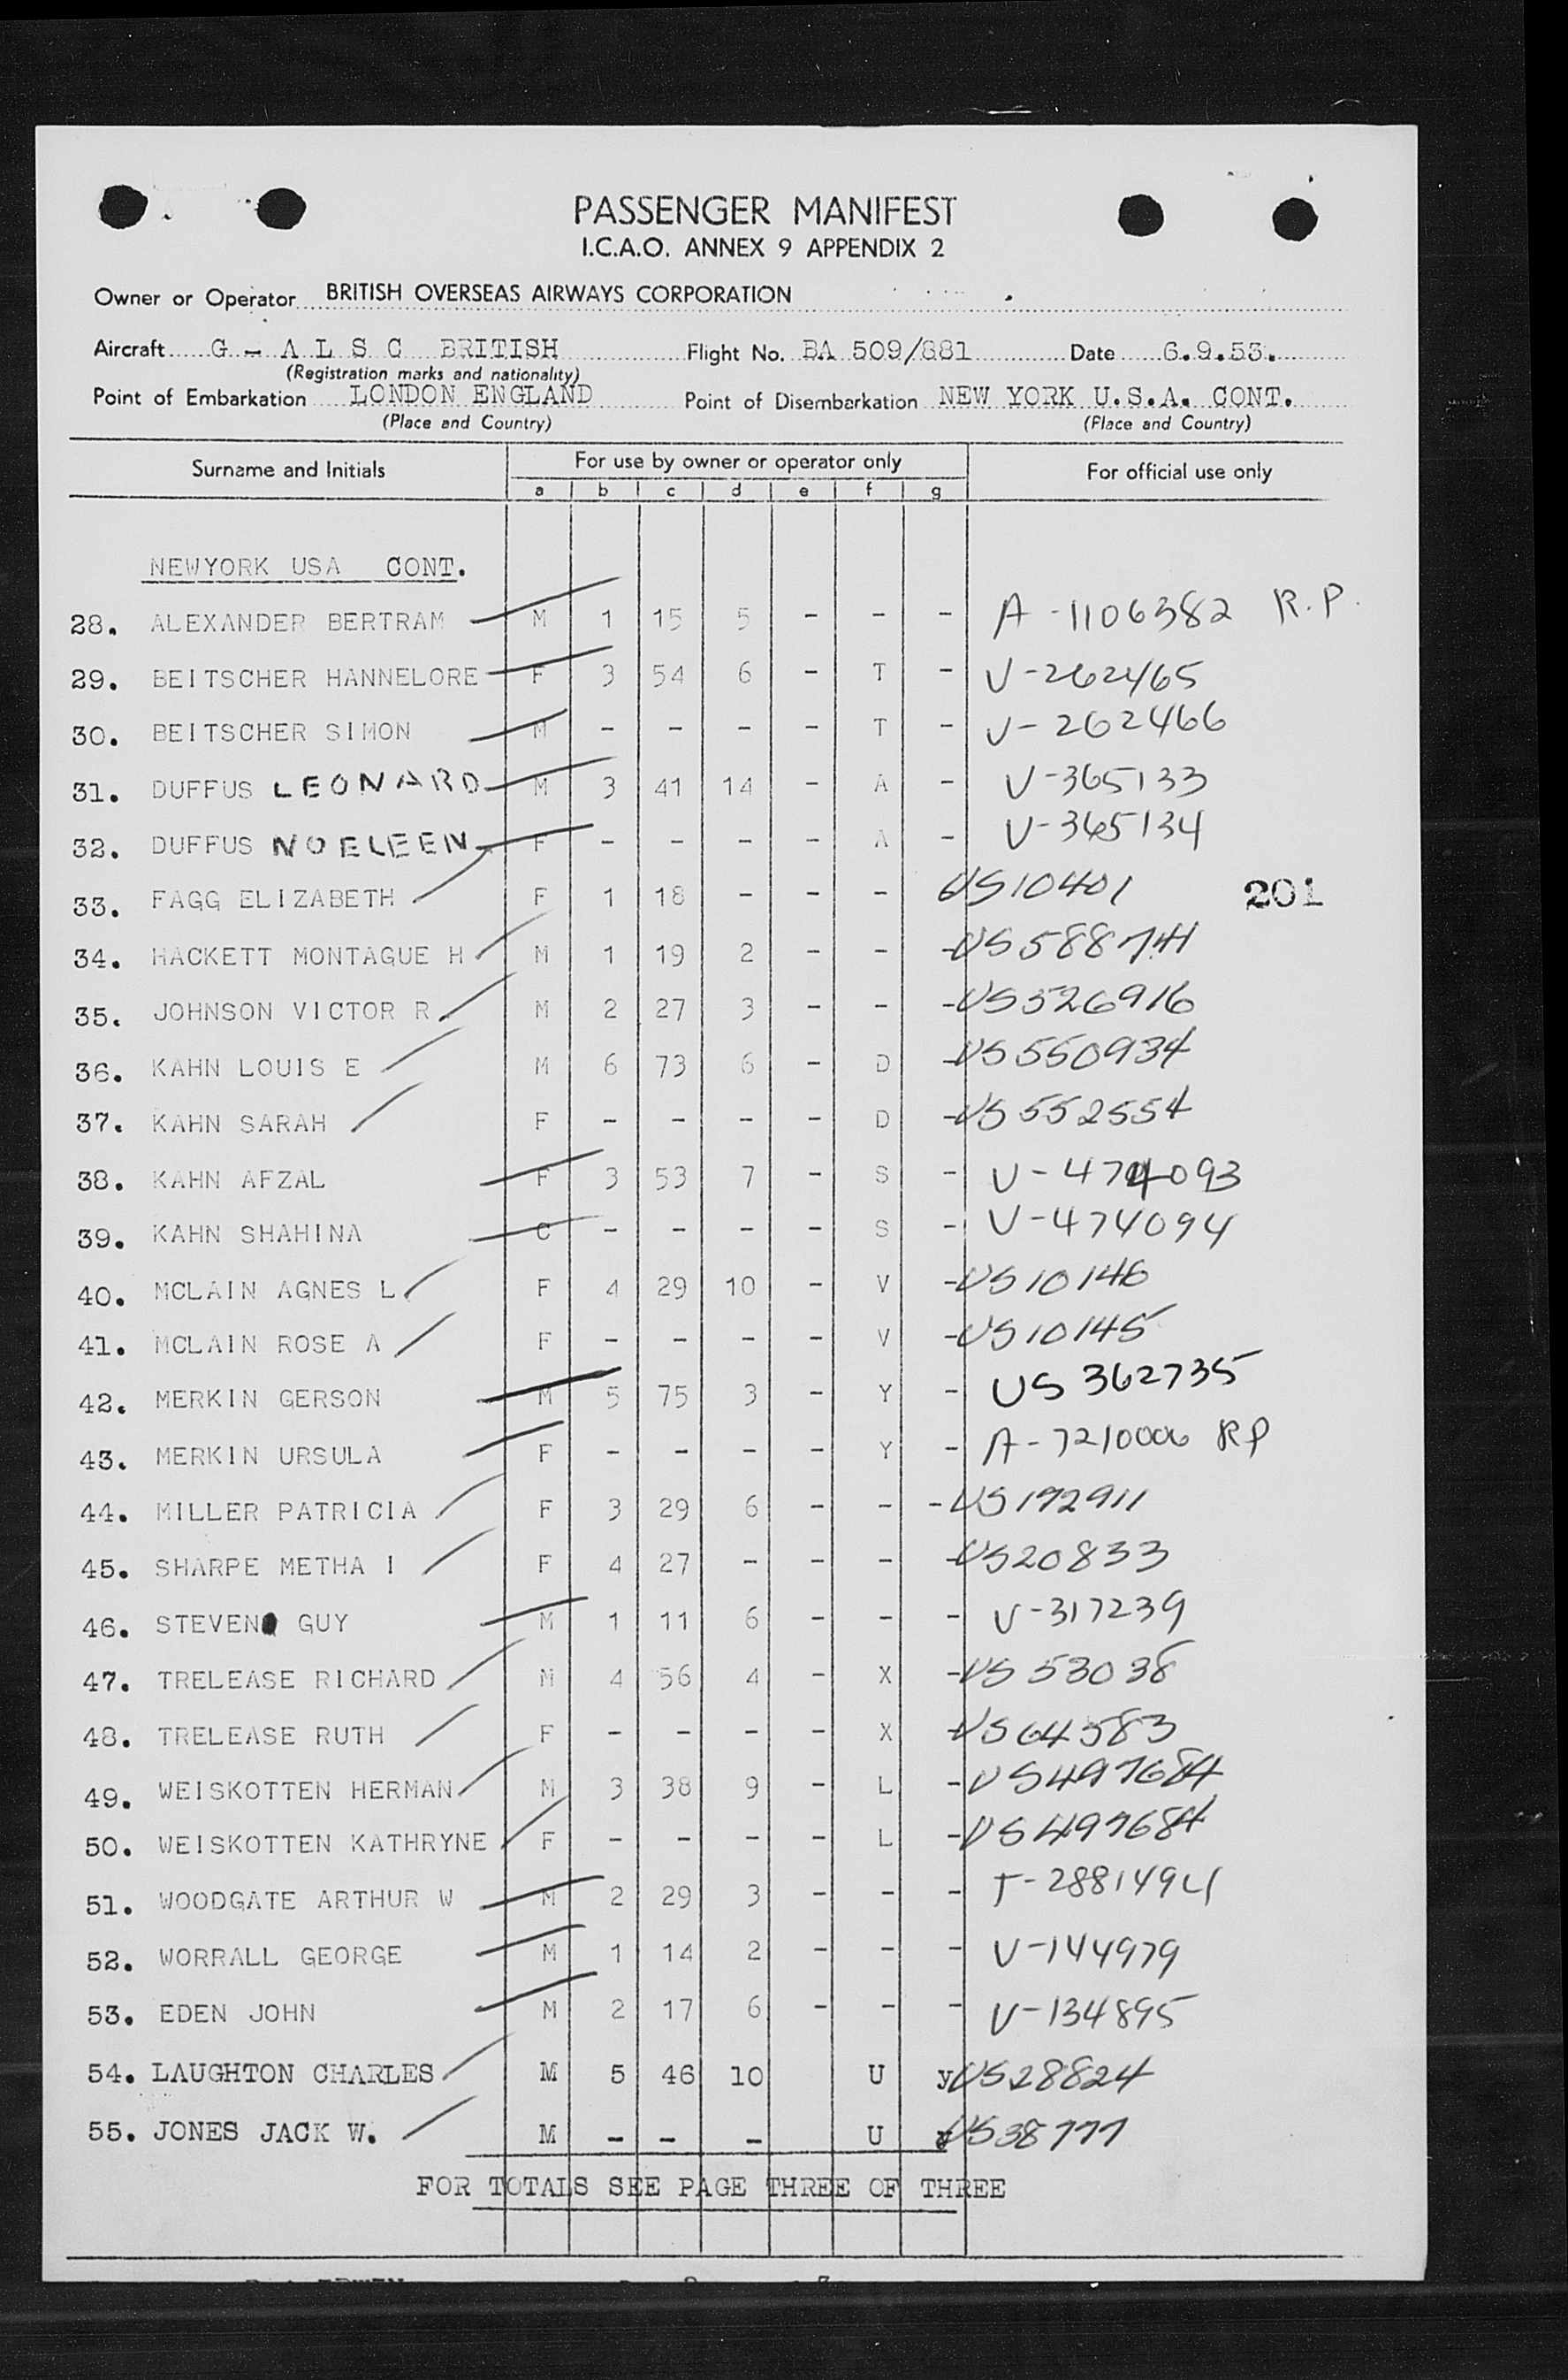 PASSENGER MANIFEST
I.C.A.O. ANNEX 9 APPENDIX 2
Owner or Operator BRITISH OVERSEAS AIRWAYS CORPORATION
Aircraft G - A L S C BRITISH Flight No. BA 509/881 Date 6.9.53.
(Registration marks and nationality)
Point of Embarkation LONDON ENGLAND Point of Disembarkation NEW YORK U.S.A. CONT.
(Place and Country) (Place and Country)
Surname and Initials For use by owner or operator only For official use only
a b c d e f g
NEWYORK USA CONT.
28. ALEXANDER BERTRAM M 1 15 5 - - - A-1106382 R.P.
29. BEITSCHER HANNELORE F 3 54 6 - T - V-262465
30. BEITSCHER SIMON M - - - - T - V-262466
31. DUFFUS LEONARD M 3 41 14 - A - V-365133
32. DUFFUS NOELEEN F - - - - A - V-365134
33. FAGG ELIZABETH F 1 18 - - - US10401 201
34. HACKETT MONTAGUE H M 1 19 2 - - - US588741
35. JOHNSON VICTOR R M 2 27 3 - - - US526916
36. KAHN LOUIS E M 6 73 6 - D - US550934
37. KAHN SARAH F - - - - D - US552554
38. KAHN AFZAL F 3 53 7 - S - V-474093
39. KAHN SHAHINA C - - - - S - V-474094
40. MCLAIN AGNES L F 4 29 10 - V - US10146
41. MCLAIN ROSE A F - - - - V - US10145
42. MERKIN GERSON M 5 75 3 - Y - US 362735
43. MERKIN URSULA F - - - - Y - A-7210006 RP
44. MILLER PATRICIA F 3 29 6 - - - US192911
45. SHARPE METHA I F 4 27 - - - - US20833
46. STEVEN GUY M 1 11 6 - - - V-317239
47. TRELEASE RICHARD M 4 56 4 - X - US53038
48. TRELEASE RUTH F - - - - X - US64583
49. WEISKOTTEN HERMAN M 3 38 9 - L - US497684
50. WEISKOTTEN KATHRYNE F - - - - L - US497684
51. WOODGATE ARTHUR W M 2 29 3 - - - T-2881494
52. WORRALL GEORGE M 1 14 2 - - - V-144979
53. EDEN JOHN M 2 17 6 - - - V-134895
54. LAUGHTON CHARLES M 5 46 10 U y US28824
55. JONES JACK W. M - - - U y US38777
FOR TOTALS SEE PAGE THREE OF THREE